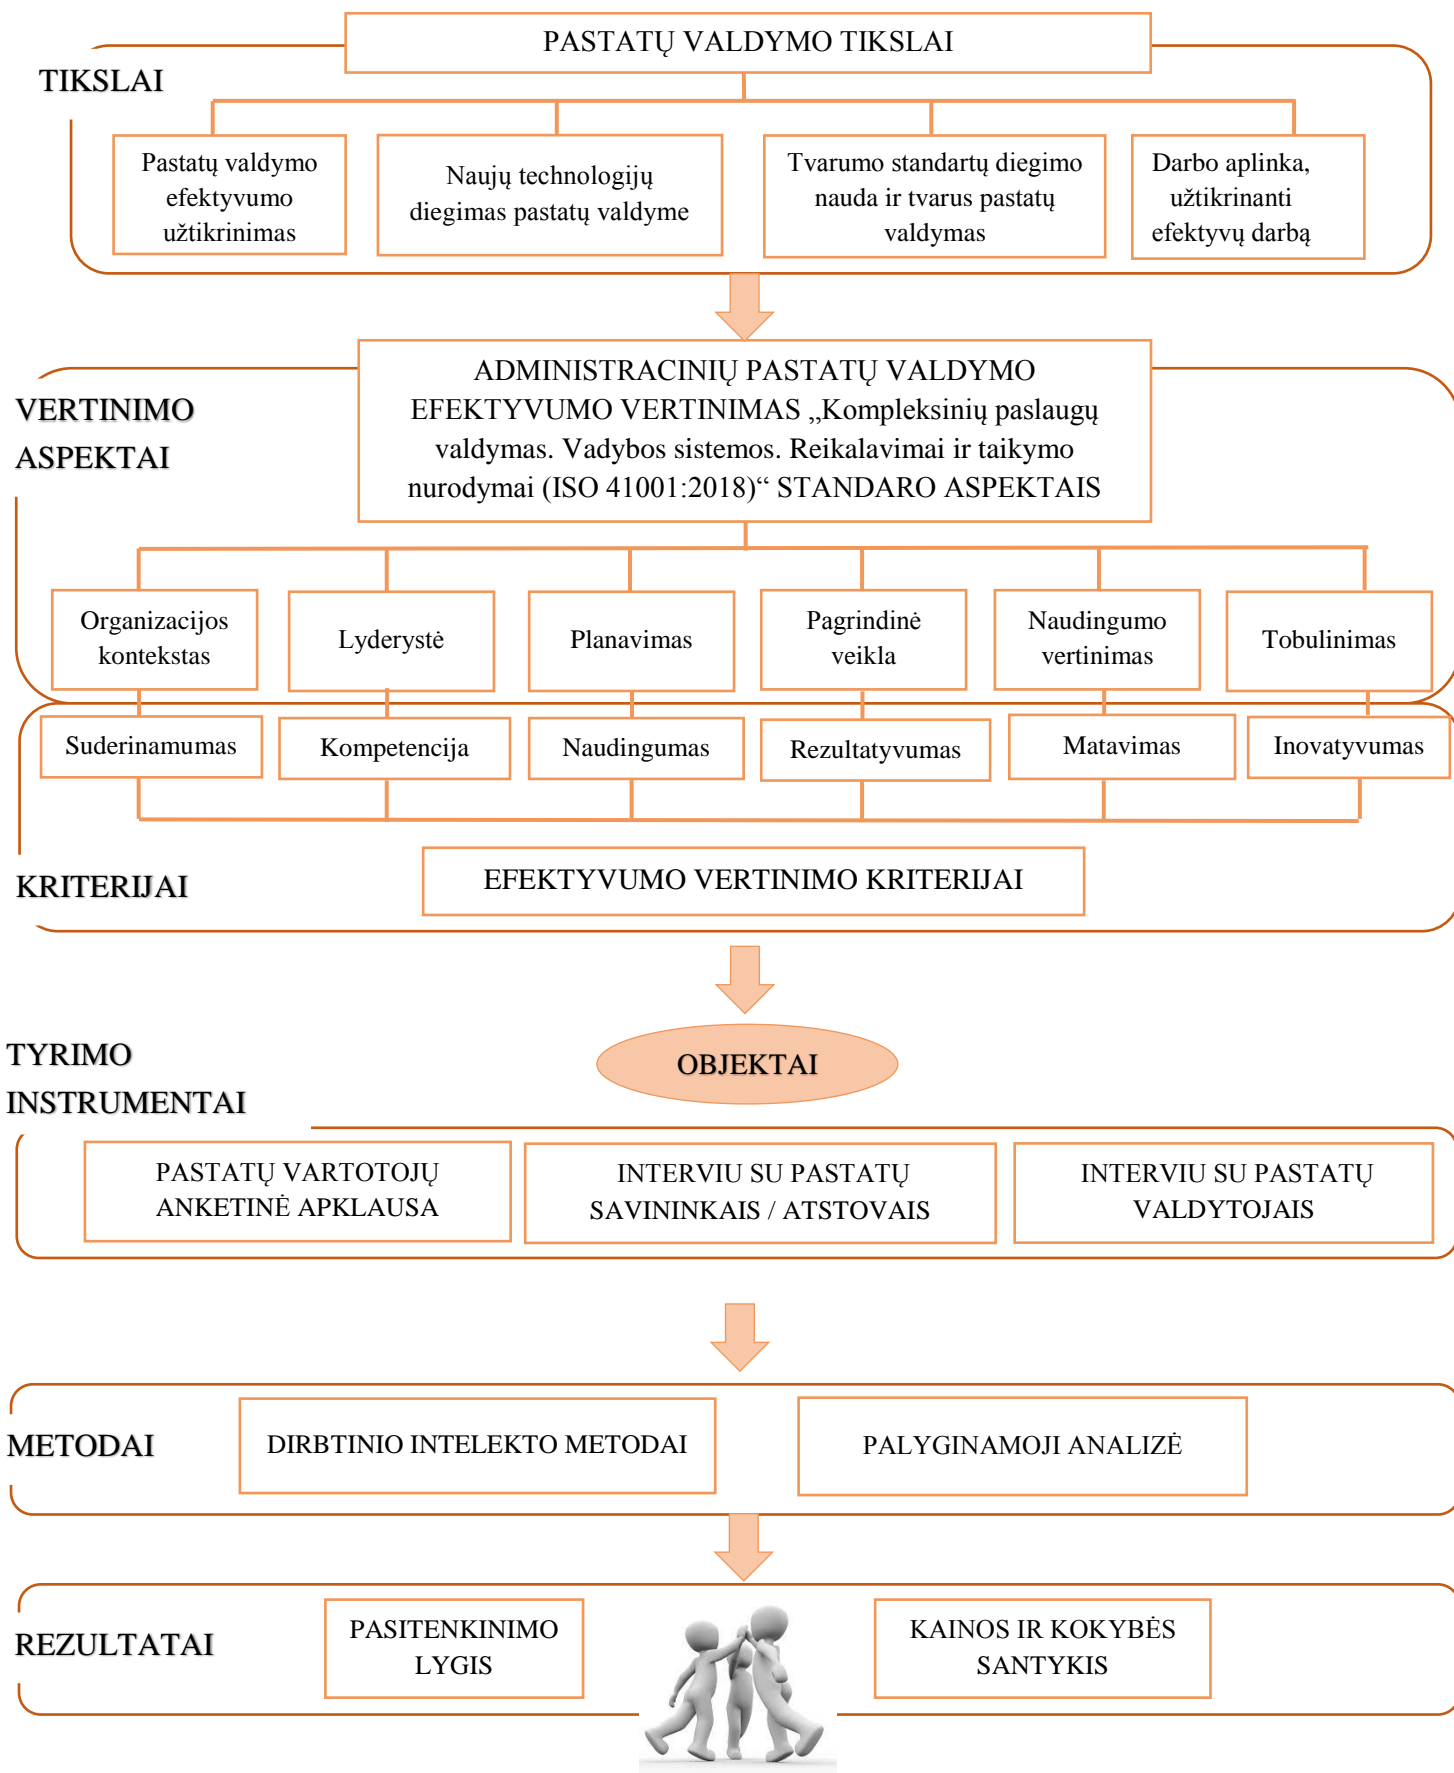 PASTATŲ VALDYMO TIKSLAI
TIKSLAI
Pastatų valdymo
efektyvumo
užtikrinimas
Naujų technologijų
diegimas pastatų valdyme
Tvarumo standartų diegimo
nauda ir tvarus pastatų
valdymas
Darbo aplinka,
užtikrinanti
efektyvų darbą
VERTINIMO
ASPEKTAI
ADMINISTRACINIŲ PASTATŲ VALDYMO
EFEKTYVUMO VERTINIMAS „Kompleksinių paslaugų
valdymas. Vadybos sistemos. Reikalavimai ir taikymo
nurodymai (ISO 41001:2018)“ STANDARO ASPEKTAIS
Organizacijos
kontekstas
Lyderystė
Planavimas
Pagrindinė
veikla
Naudingumo
vertinimas
Tobulinimas
Suderinamumas
Kompetencija
Naudingumas
Rezultatyvumas
Matavimas
Inovatyvumas
KRITERIJAI
EFEKTYVUMO VERTINIMO KRITERIJAI
OBJEKTAI
TYRIMO
INSTRUMENTAI
PASTATŲ VARTOTOJŲ
ANKETINĖ APKLAUSA
INTERVIU SU PASTATŲ
SAVININKAIS / ATSTOVAIS
INTERVIU SU PASTATŲ
VALDYTOJAIS
METODAI
DIRBTINIO INTELEKTO METODAI
PALYGINAMOJI ANALIZĖ
REZULTATAI
PASITENKINIMO
LYGIS
KAINOS IR KOKYBĖS
SANTYKIS